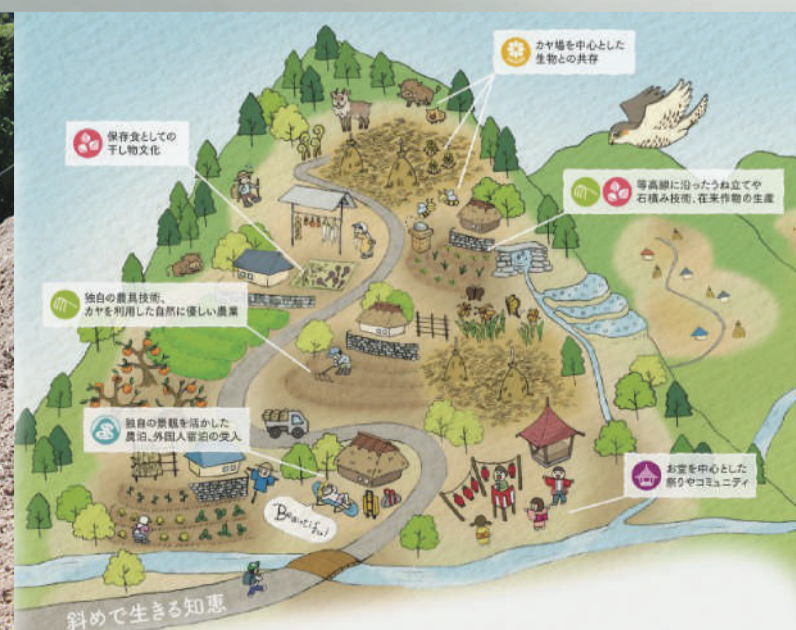 カヤ場を中心とした
生物との共存
保存食としての
干し物文化
等高線に沿ったうね立てや
石積み技術、在来作物の生産
独自の農具技術、
カヤを利用した自然に優しい農業
独自の景観を活かした
農泊、外国人宿泊の受入
お堂を中心とした
祭りやコミュニティ
Beautiful
斜めで生きる知恵